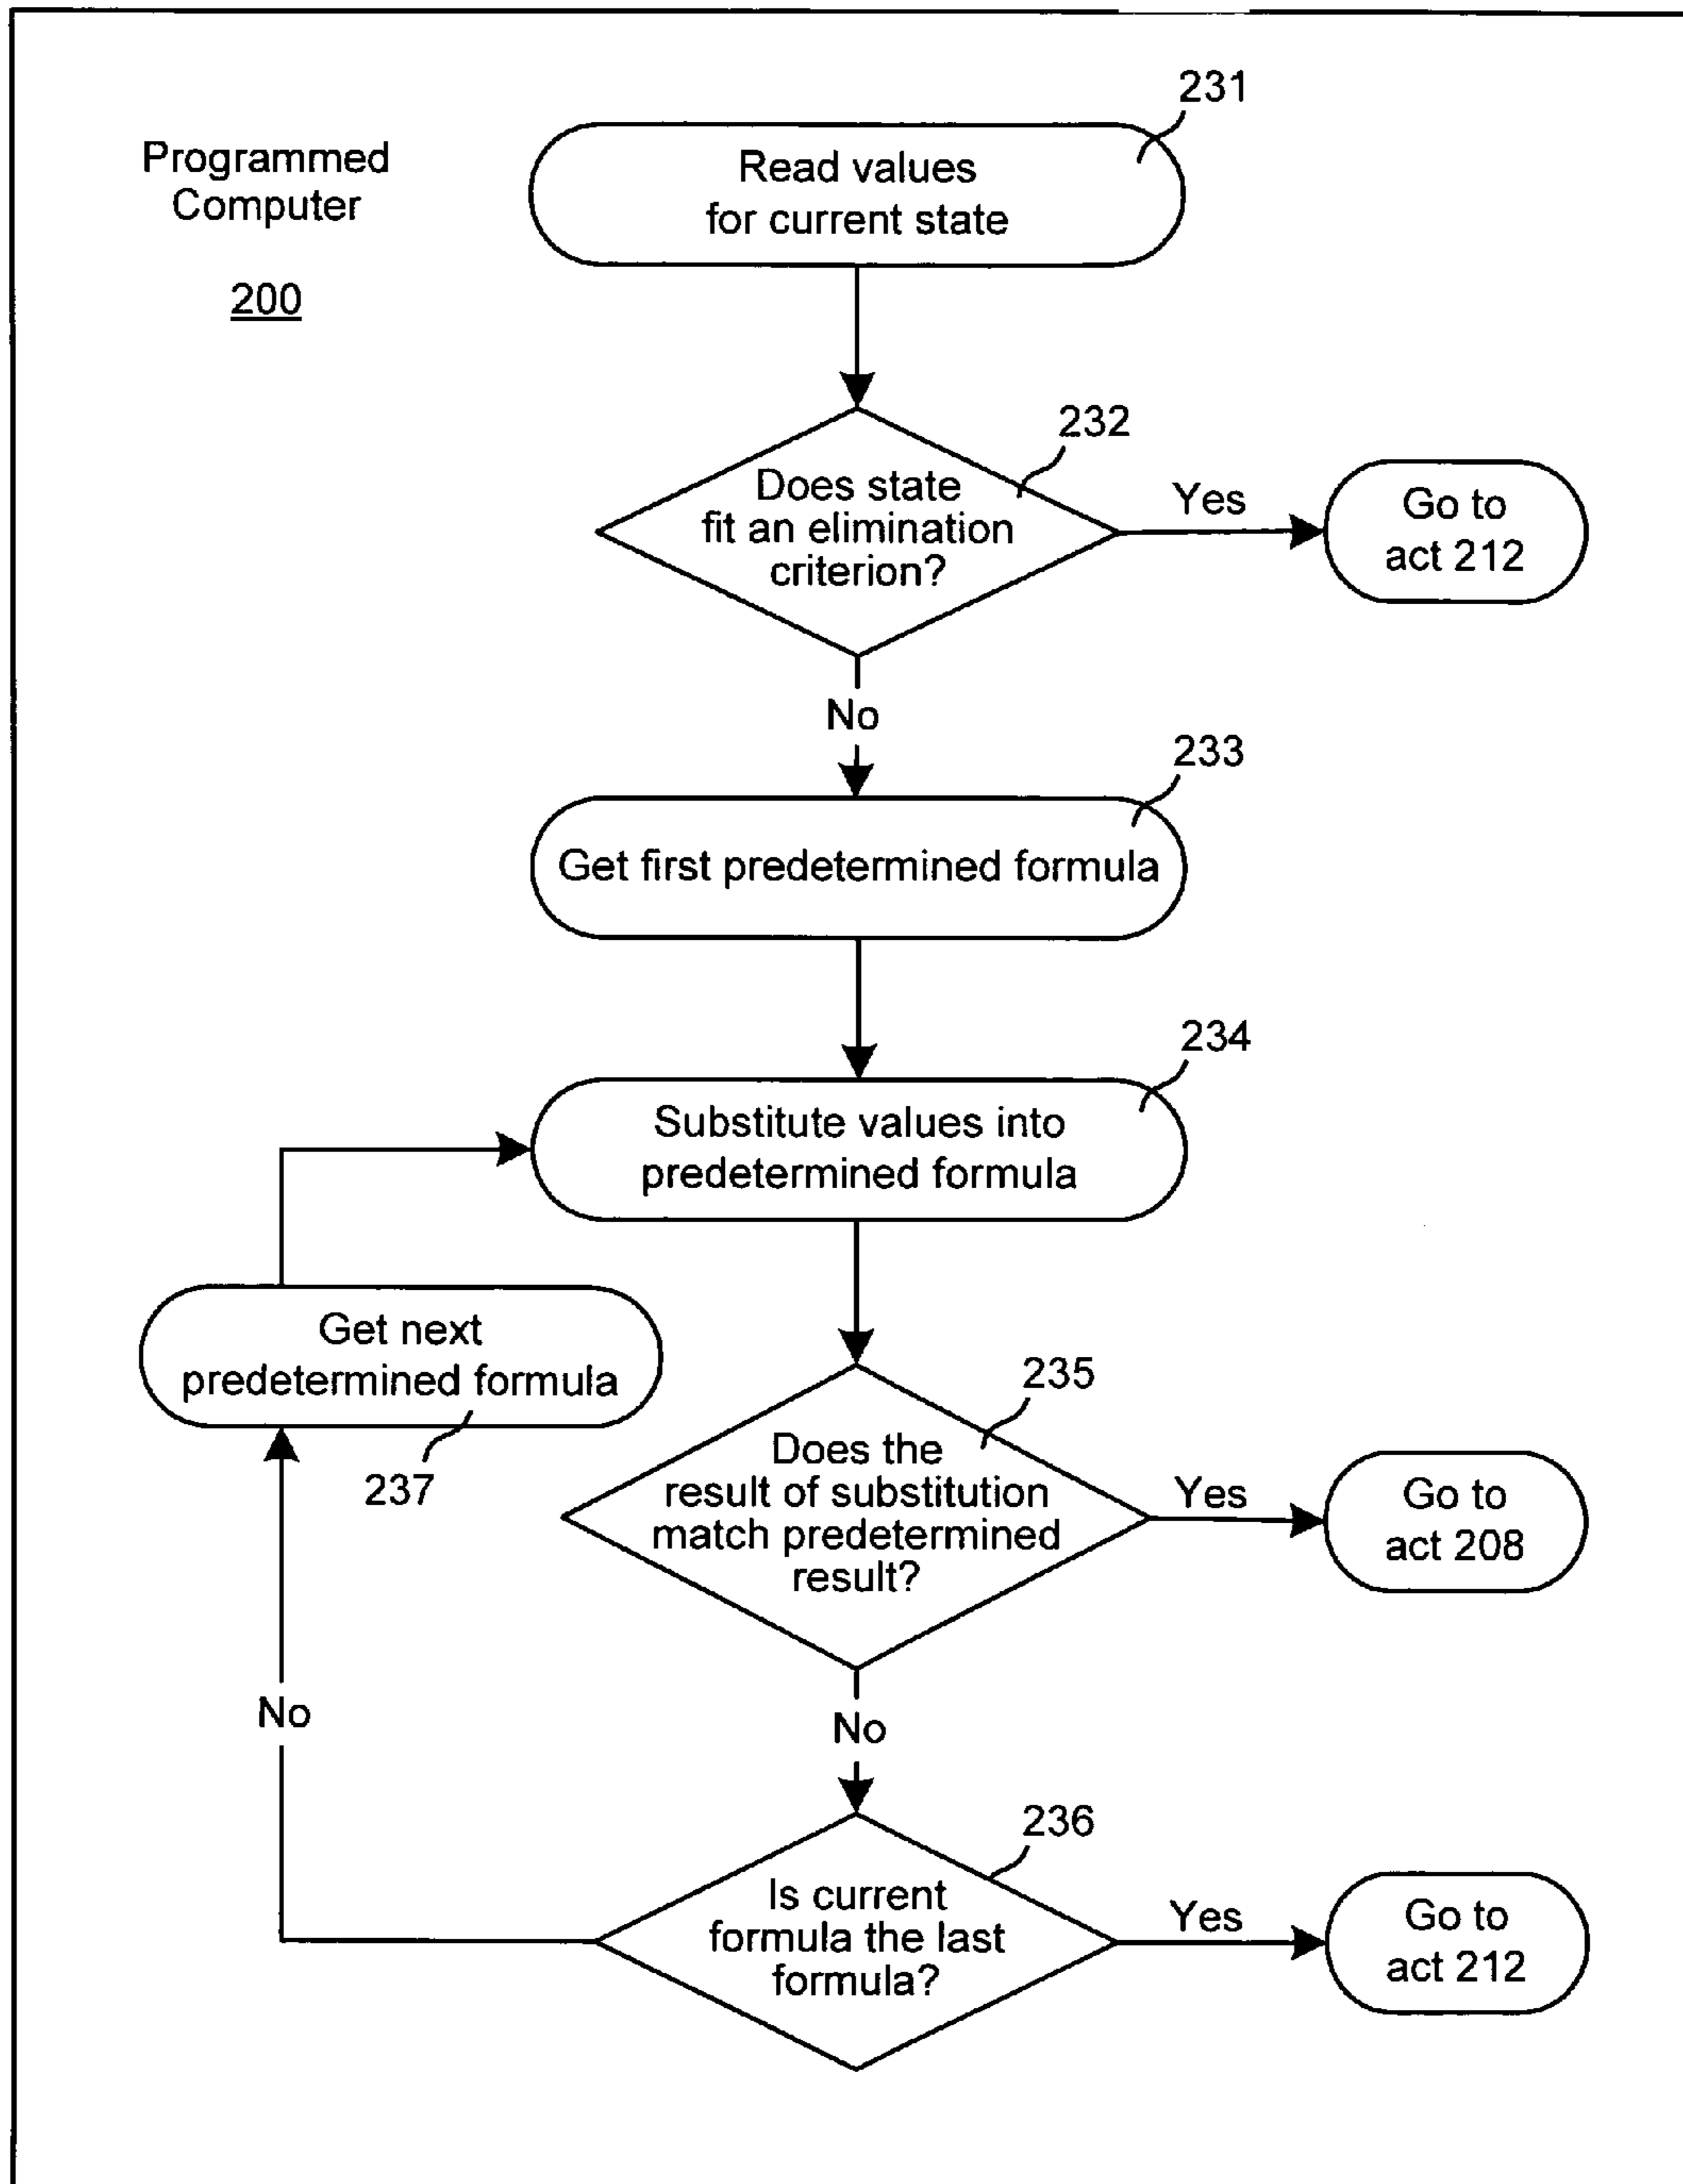 Programmed
Computer
200
231
Read values
for current state
232
Does state
fit an elimination
criterion?
Yes
Go to
act 212
No
233
Get first predetermined formula
234
Substitute values into
predetermined formula
Get next
predetermined formula
237
235
Does the
result of substitution
match predetermined
result?
Yes
Go to
act 208
No
No
236
Is current
formula the last
formula?
Yes
Go to
act 212